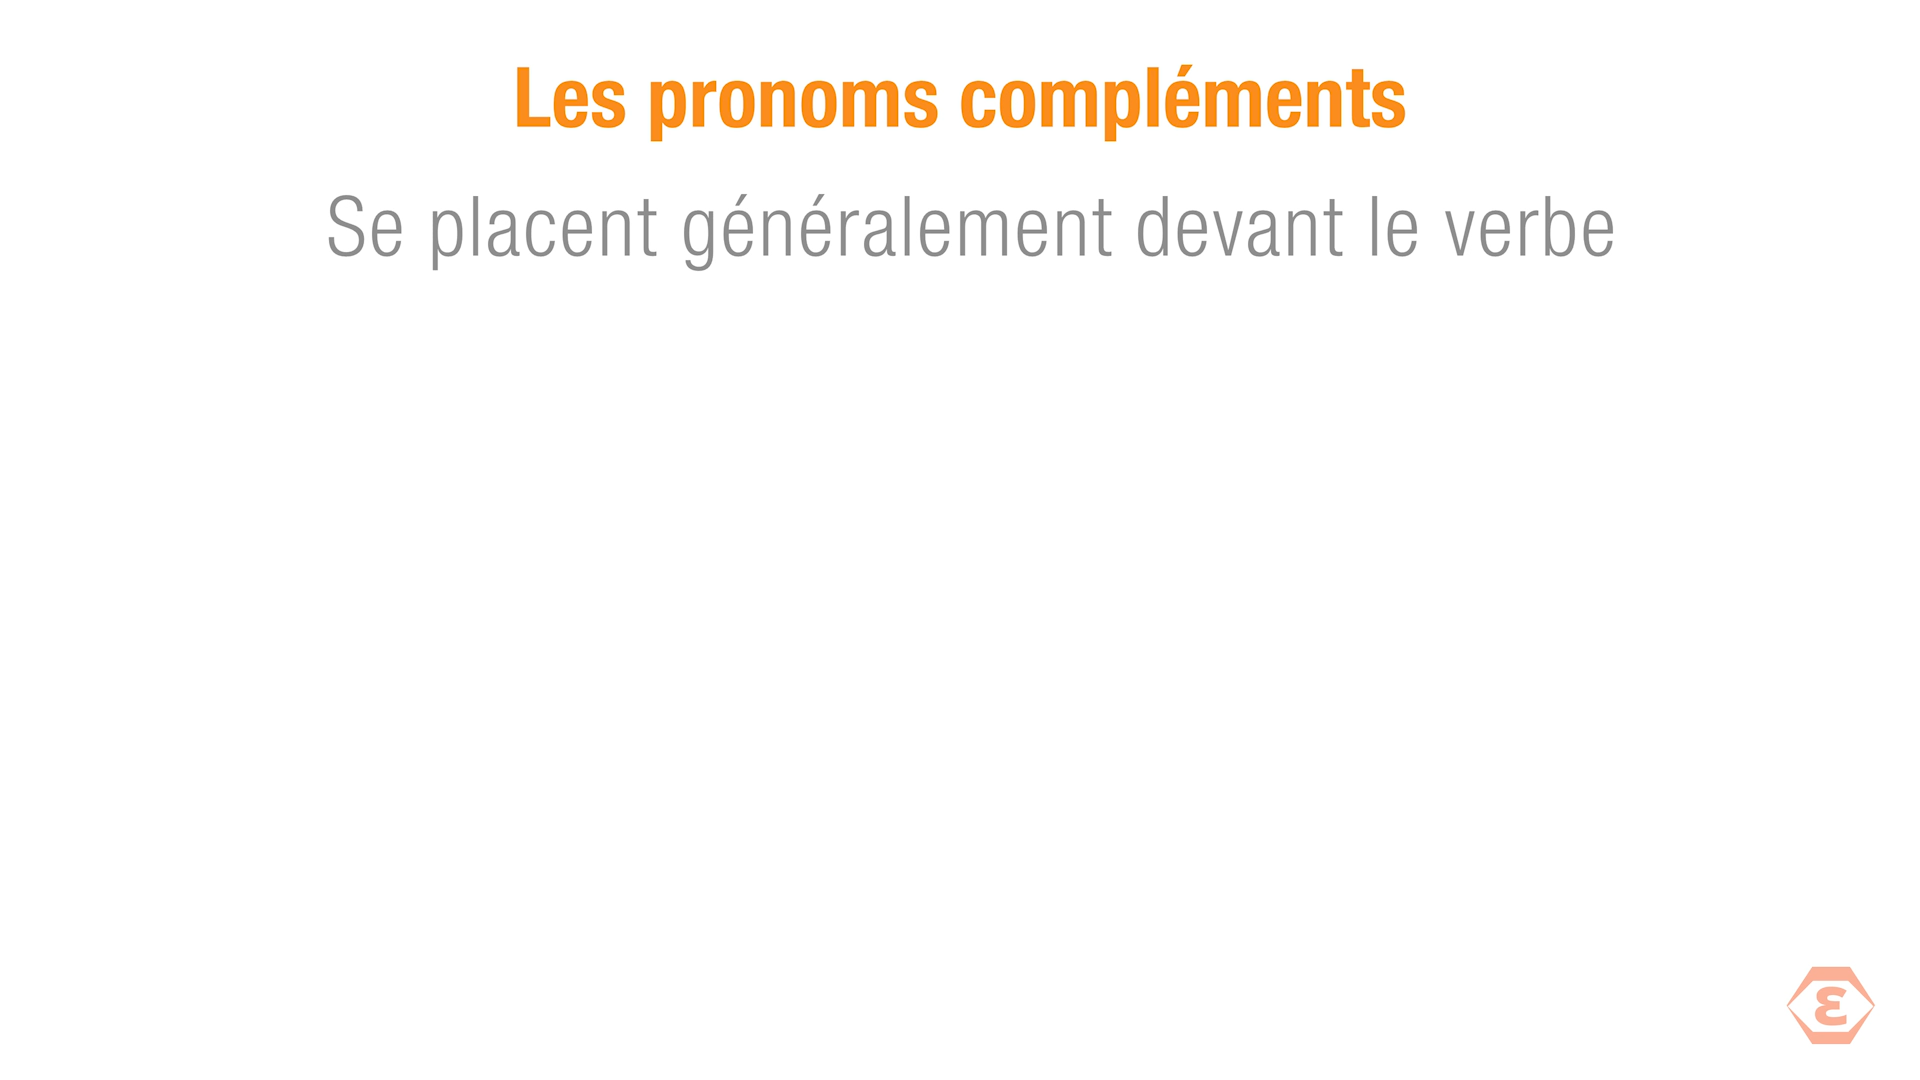 Les pronoms compléments
Se placent généralement devant le verbe
ε